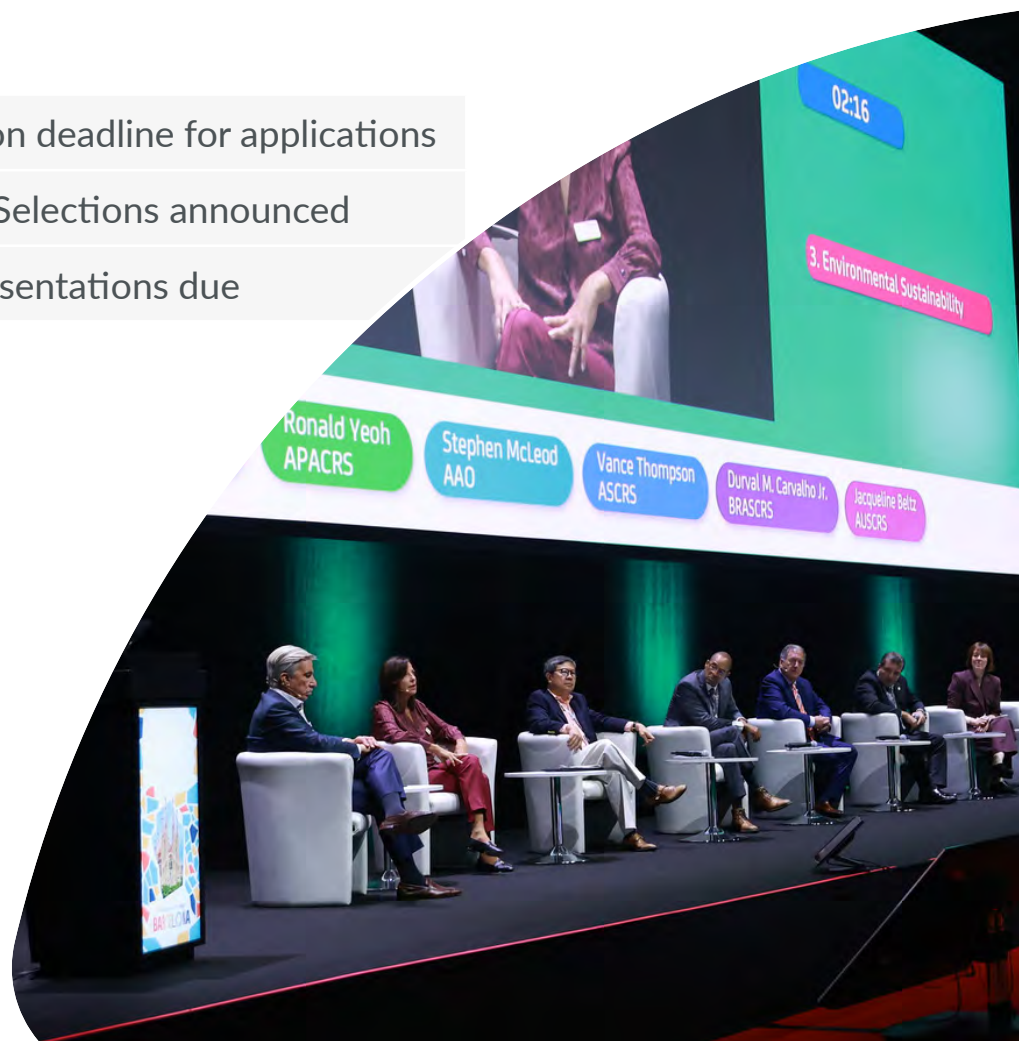 on deadline for applications
Selections announced
sentations due
02:16
3. Environmental Sustainability
Ronald Yeoh
APACRS
Stephen McLeod
AAO
Vance Thompson
ASCRS
Durval M. Carvalho Jr.
BRASCRS
Jacqueline Beltz
AUSCRS